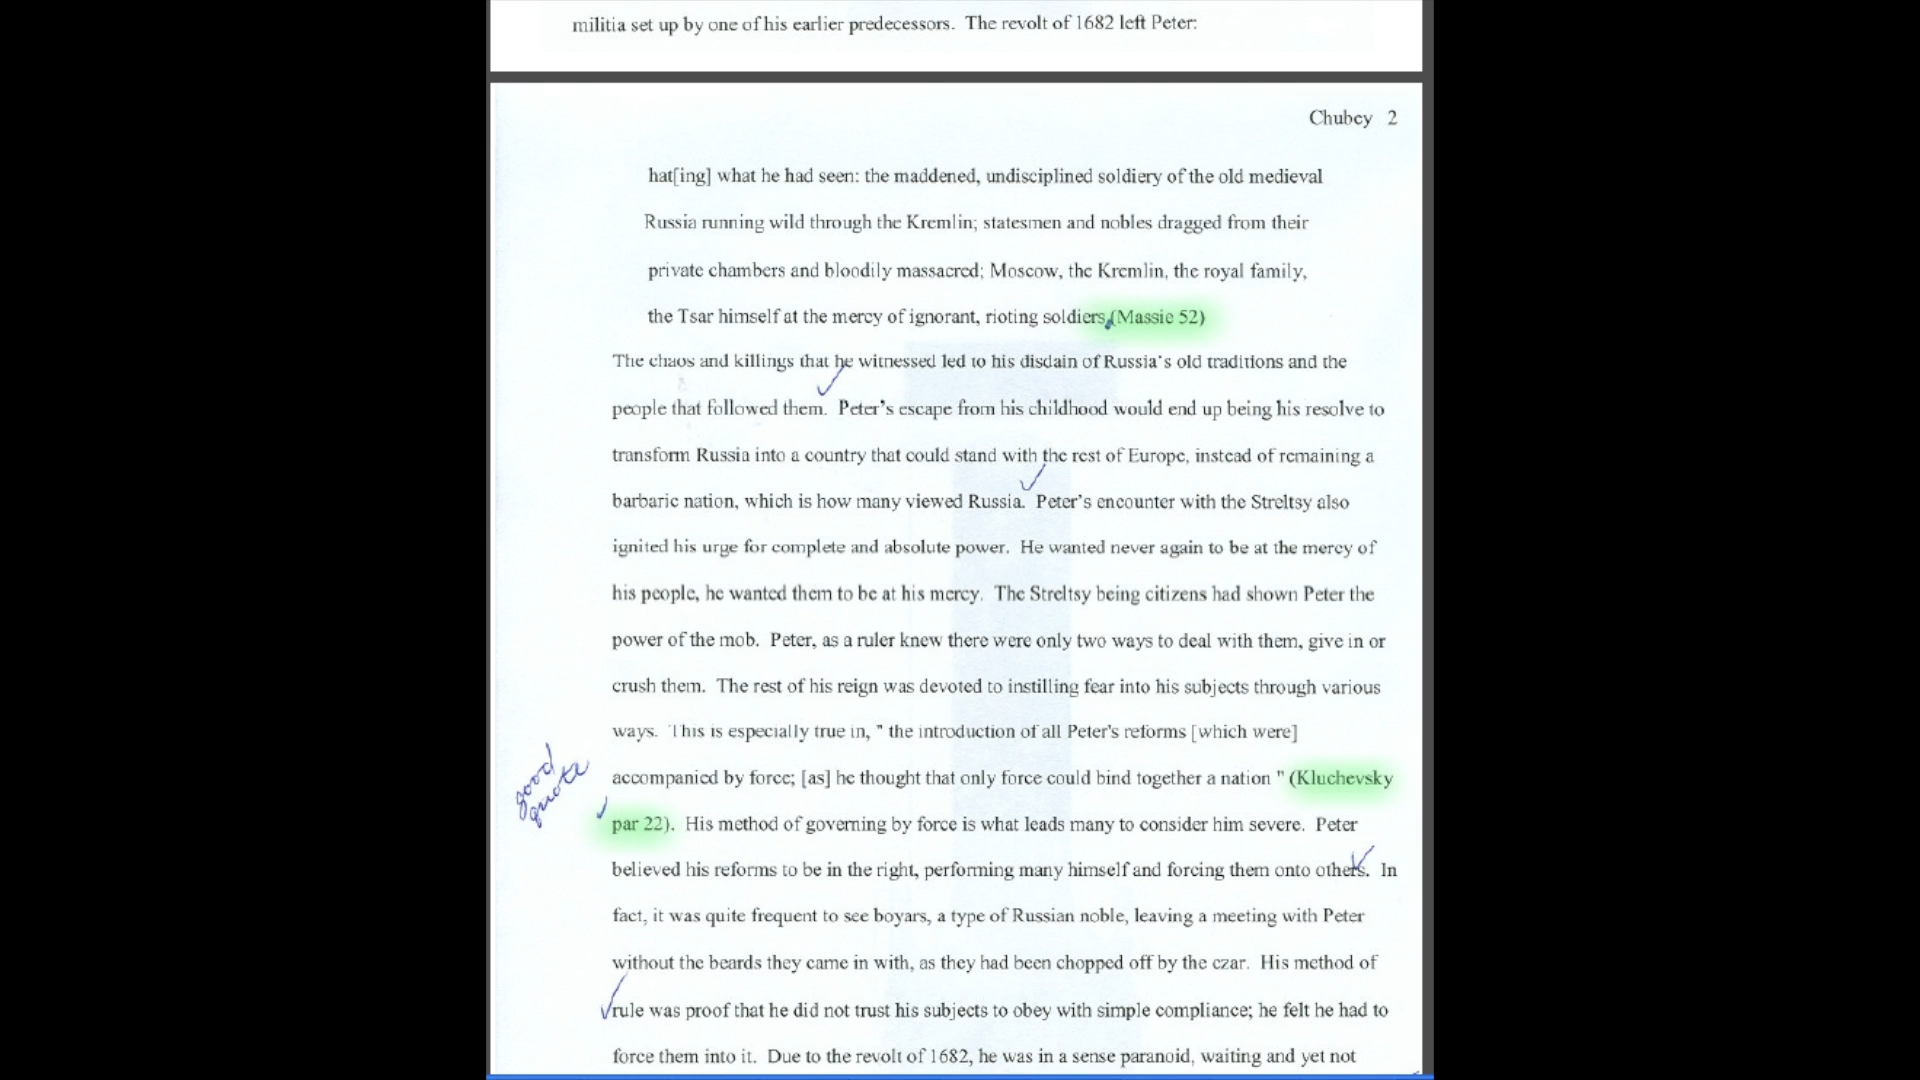 militia set up by one of his earlier predecessors. The revolt of 1682 left Peter:
Chubey 2
hat[ing] what he had seen: the maddened, undisciplined soldiery of the old medieval
Russia running wild through the Kremlin; statesmen and nobles dragged from their
private chambers and bloodily massacred; Moscow, the Kremlin, the royal family,
the Tsar himself at the mercy of ignorant, rioting soldiers.(Massie 52)
The chaos and killings that he witnessed led to his disdain of Russia's old traditions and the
people that followed them. Peter's escape from his childhood would end up being his resolve to
transform Russia into a country that could stand with the rest of Europe, instead of remaining a
barbaric nation, which is how many viewed Russia. Peter's encounter with the Streltsy also
ignited his urge for complete and absolute power. He wanted never again to be at the mercy of
his people, he wanted them to be at his mercy. The Streltsy being citizens had shown Peter the
power of the mob. Peter, as a ruler knew there were only two ways to deal with them, give in or
crush them. The rest of his reign was devoted to instilling fear into his subjects through various
ways. This is especially true in, " the introduction of all Peter's reforms [which were]
good
quote
accompanied by force; [as] he thought that only force could bind together a nation " (Kluchevsky
par 22). His method of governing by force is what leads many to consider him severe. Peter
believed his reforms to be in the right, performing many himself and forcing them onto others. In
fact, it was quite frequent to see boyars, a type of Russian noble, leaving a meeting with Peter
without the beards they came in with, as they had been chopped off by the czar. His method of
rule was proof that he did not trust his subjects to obey with simple compliance; he felt he had to
force them into it. Due to the revolt of 1682, he was in a sense paranoid, waiting and yet not